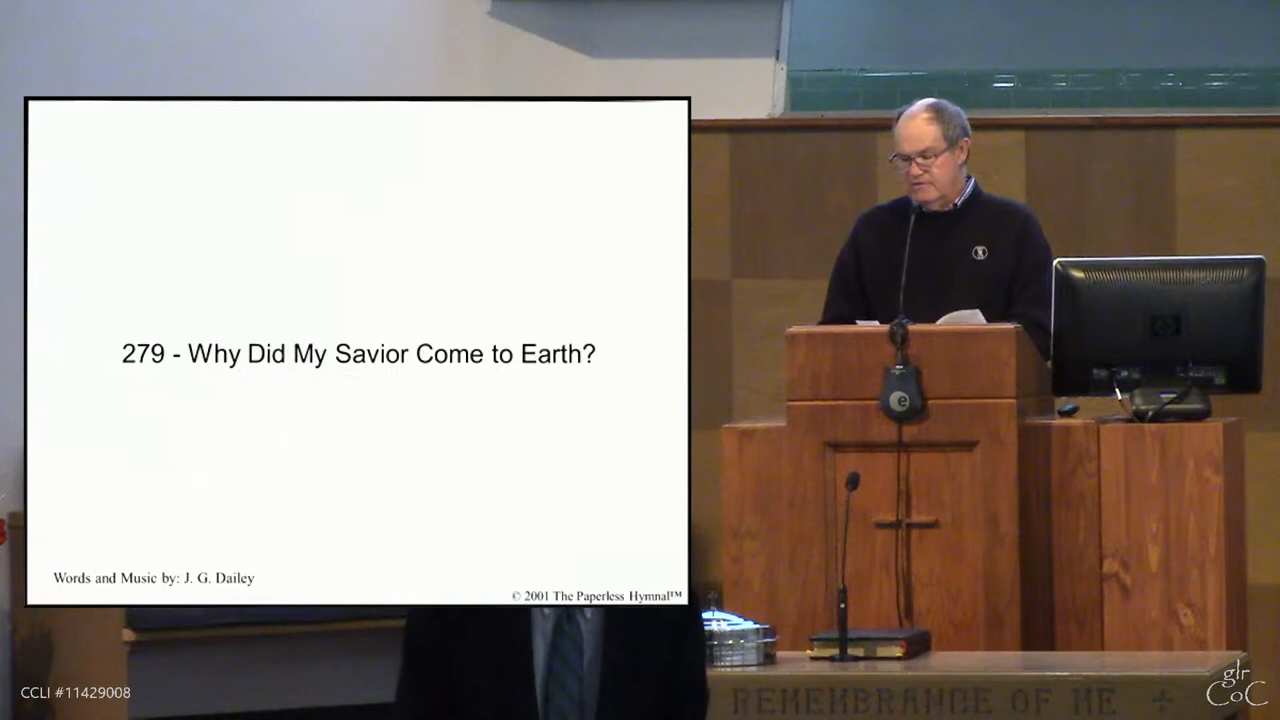 279 - Why Did My Savior Come to Earth?
Words and Music by: J. G. Dailey
© 2001 The Paperless Hymnal™
e
CCLI #11429008
REMEMBRANCE OF ME
glr
CoC